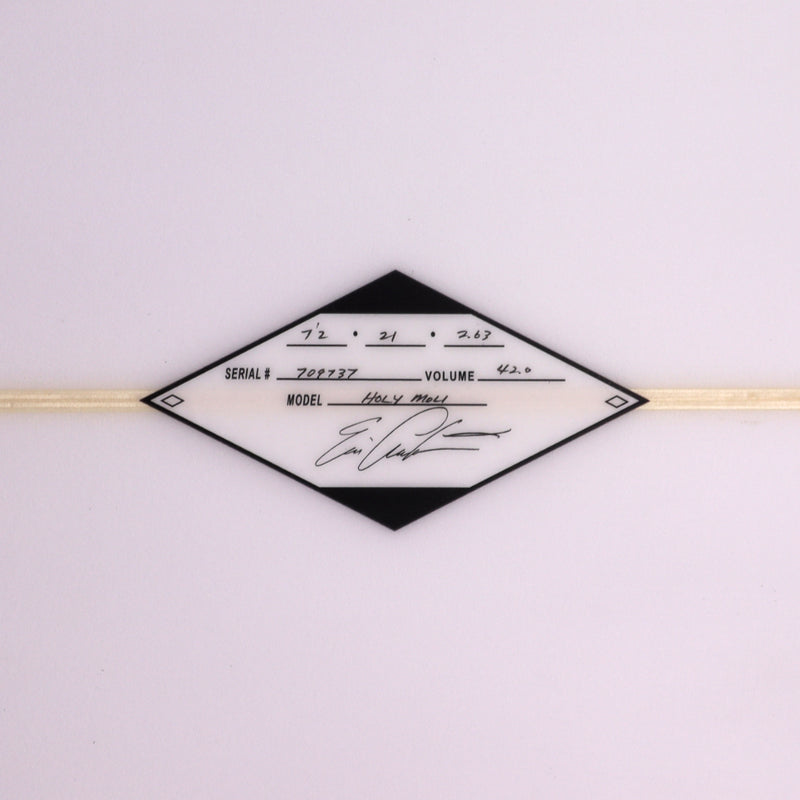 7'2 • 21 • 2.63
SERIAL # 709737 VOLUME 42.0
MODEL HOLY MOLI